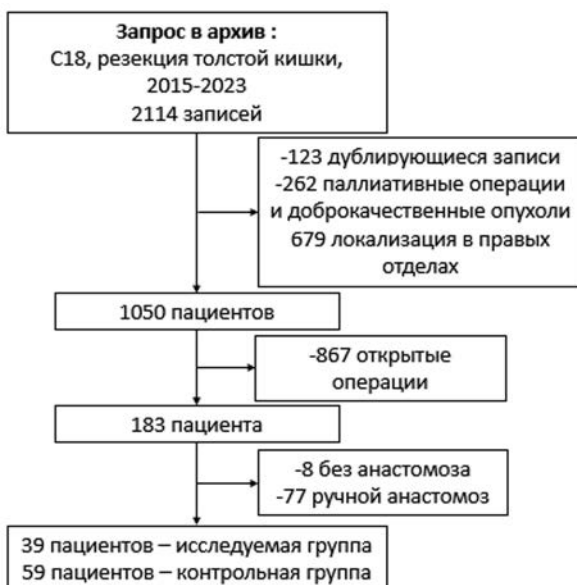 Запрос в архив :
С18, резекция толстой кишки,
2015-2023
2114 записей
-123 дублирующиеся записи
-262 паллиативные операции
и доброкачественные опухоли
679 локализация в правых
отделах
1050 пациентов
-867 открытые
операции
183 пациента
-8 без анастомоза
-77 ручной анастомоз
39 пациентов – исследуемая группа
59 пациентов – контрольная группа